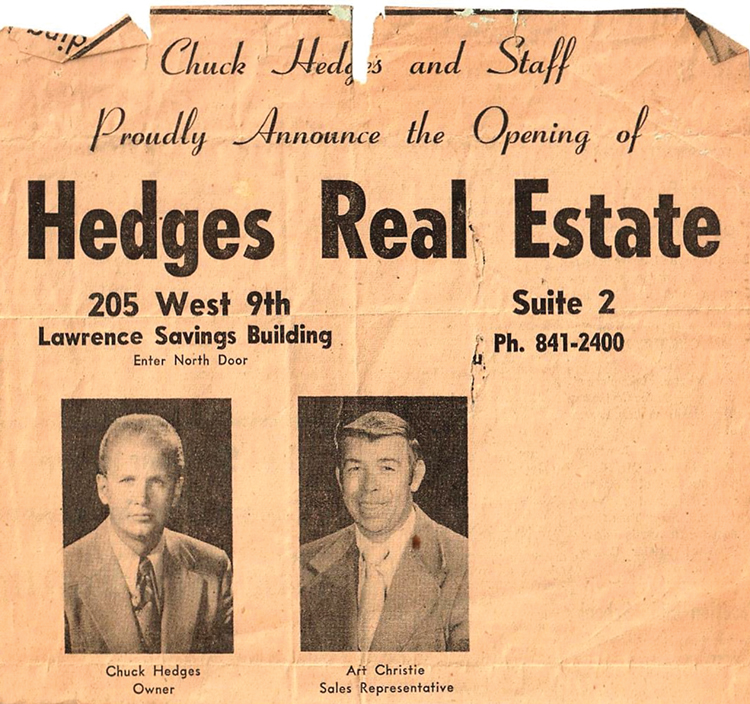 ding
Chuck Hedges and Staff
Proudly Announce the Opening of
Hedges Real Estate
205 West 9th
Lawrence Savings Building
Enter North Door
Suite 2
Ph. 841-2400
Chuck Hedges
Owner
Art Christie
Sales Representative